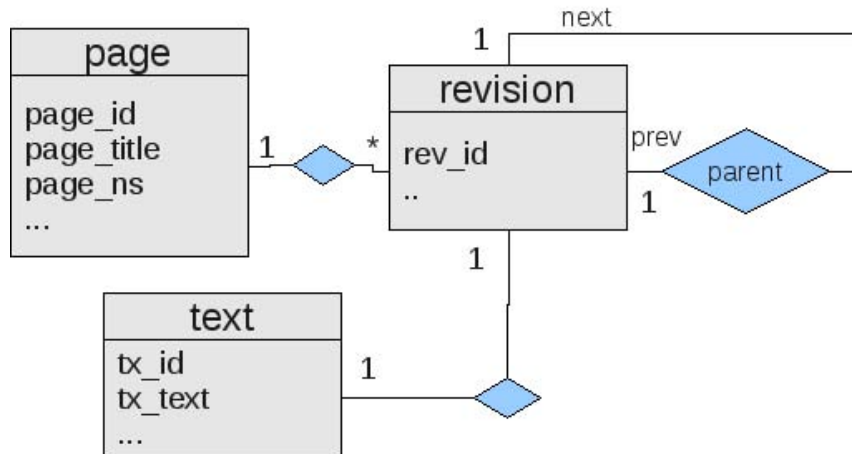 next
1
page
page_id
page_title
page_ns
...
1
*
revision
rev_id
..
prev
parent
1
1
text
tx_id
tx_text
...
1